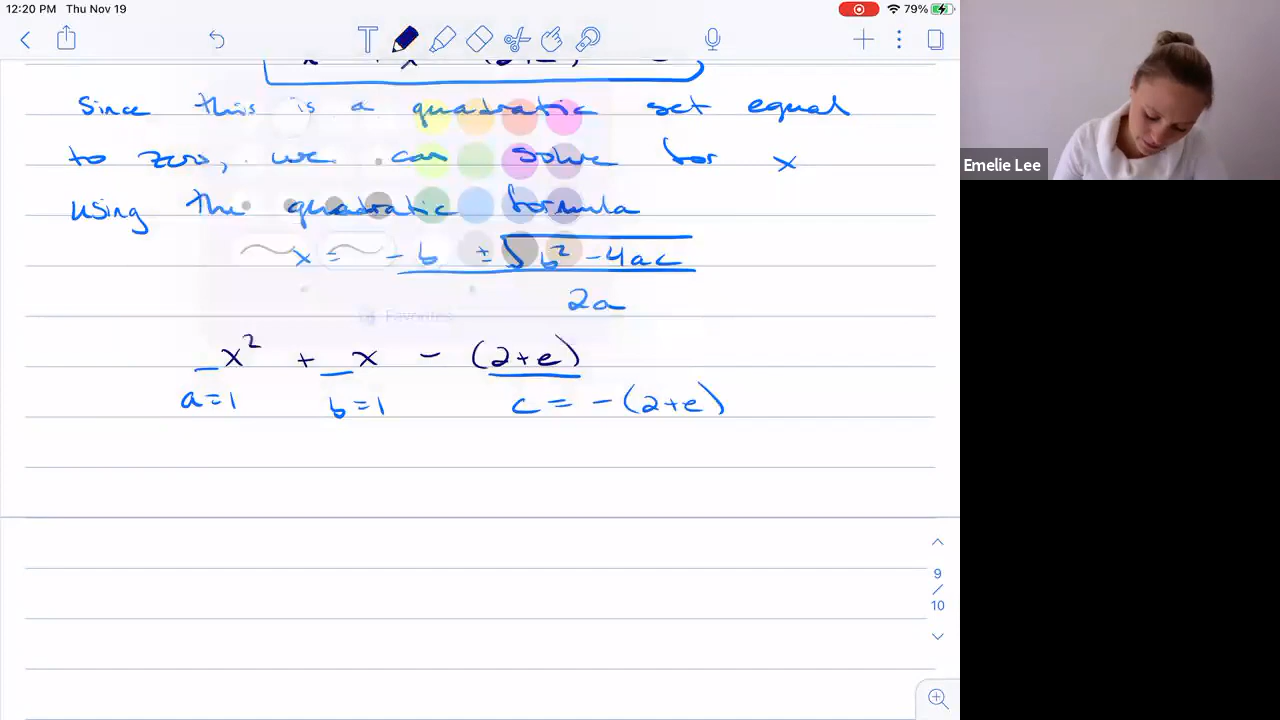 12:20 PM Thu Nov 19
79%
Since this is a quadratic set equal
to zero, we can solve for x
using the quadratic formula
x = -b ± √b² - 4ac
2a
Favorites
x² + x - (2+e)
a=1 b=1 c = -(2+e)
9
/
10
Emelie Lee